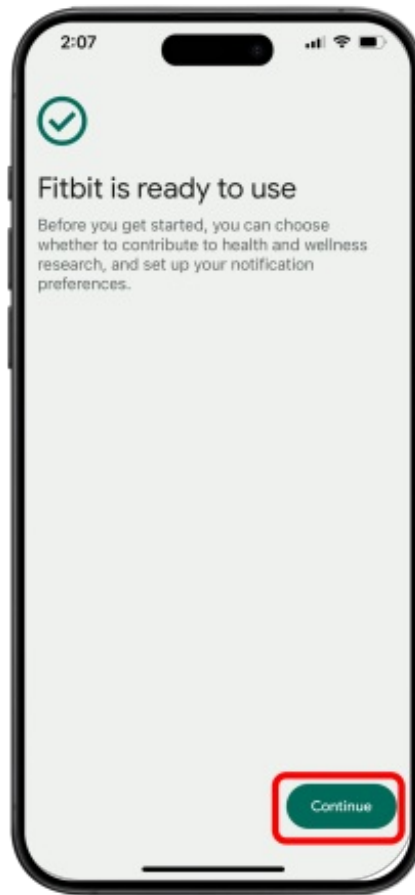 2:07
Fitbit is ready to use
Before you get started, you can choose
whether to contribute to health and wellness
research, and set up your notification
preferences.
Continue